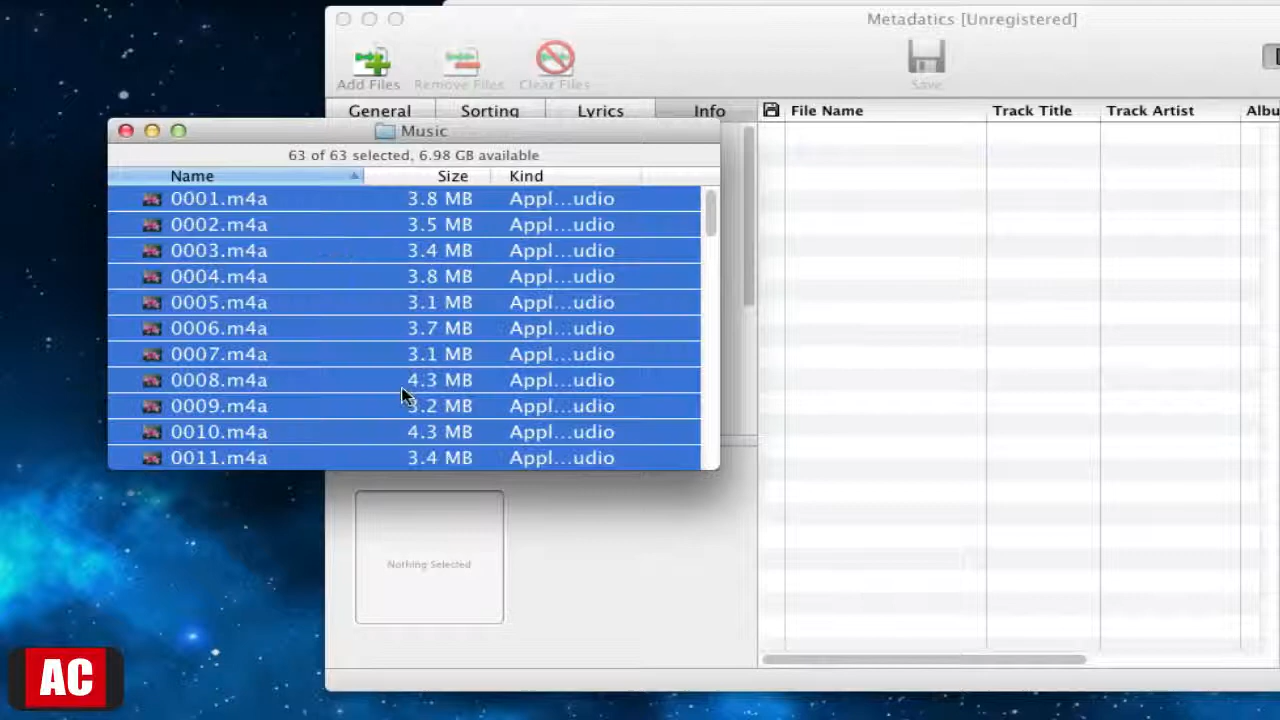 Metadatics [Unregistered]
Add Files Remove Files Clear Files Save
General Sorting Lyrics Info
File Name Track Title Track Artist Albu
Music
63 of 63 selected, 6.98 GB available
Name Size Kind
0001.m4a 3.8 MB Appl...udio
0002.m4a 3.5 MB Appl...udio
0003.m4a 3.4 MB Appl...udio
0004.m4a 3.8 MB Appl...udio
0005.m4a 3.1 MB Appl...udio
0006.m4a 3.7 MB Appl...udio
0007.m4a 3.1 MB Appl...udio
0008.m4a 4.3 MB Appl...udio
0009.m4a 3.2 MB Appl...udio
0010.m4a 4.3 MB Appl...udio
0011.m4a 3.4 MB Appl...udio
Nothing Selected
AC